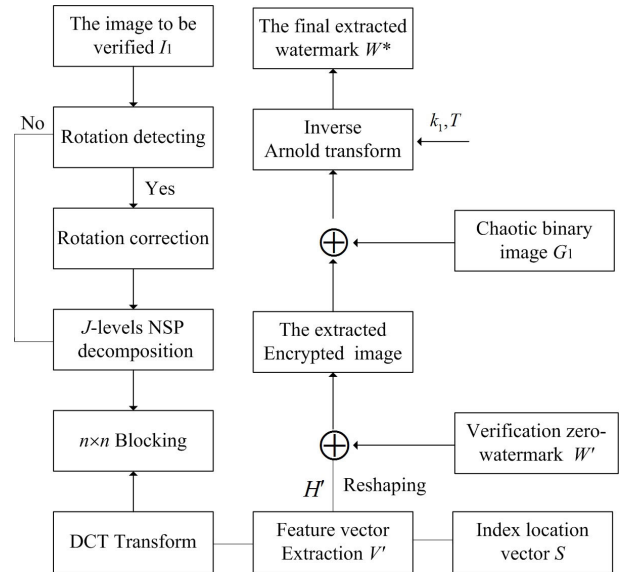 The image to be
verified I1
No
Rotation detecting
Yes
Rotation correction
J-levels NSP
decomposition
n×n Blocking
DCT Transform
The final extracted
watermark W*
Inverse
Arnold transform
k1,T
Chaotic binary
image G1
The extracted
Encrypted image
Verification zero-
watermark W'
H' Reshaping
Feature vector
Extraction V'
Index location
vector S